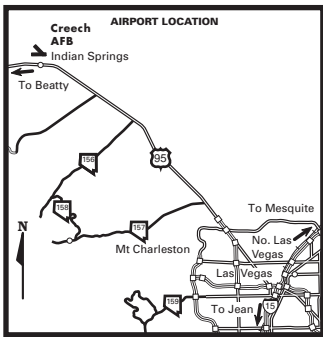 AIRPORT LOCATION
Creech
AFB
Indian Springs
To Beatty
95
156
158
157
To Mesquite
N
Mt Charleston
No. Las
Vegas
Las Vegas
159
To Jean
15